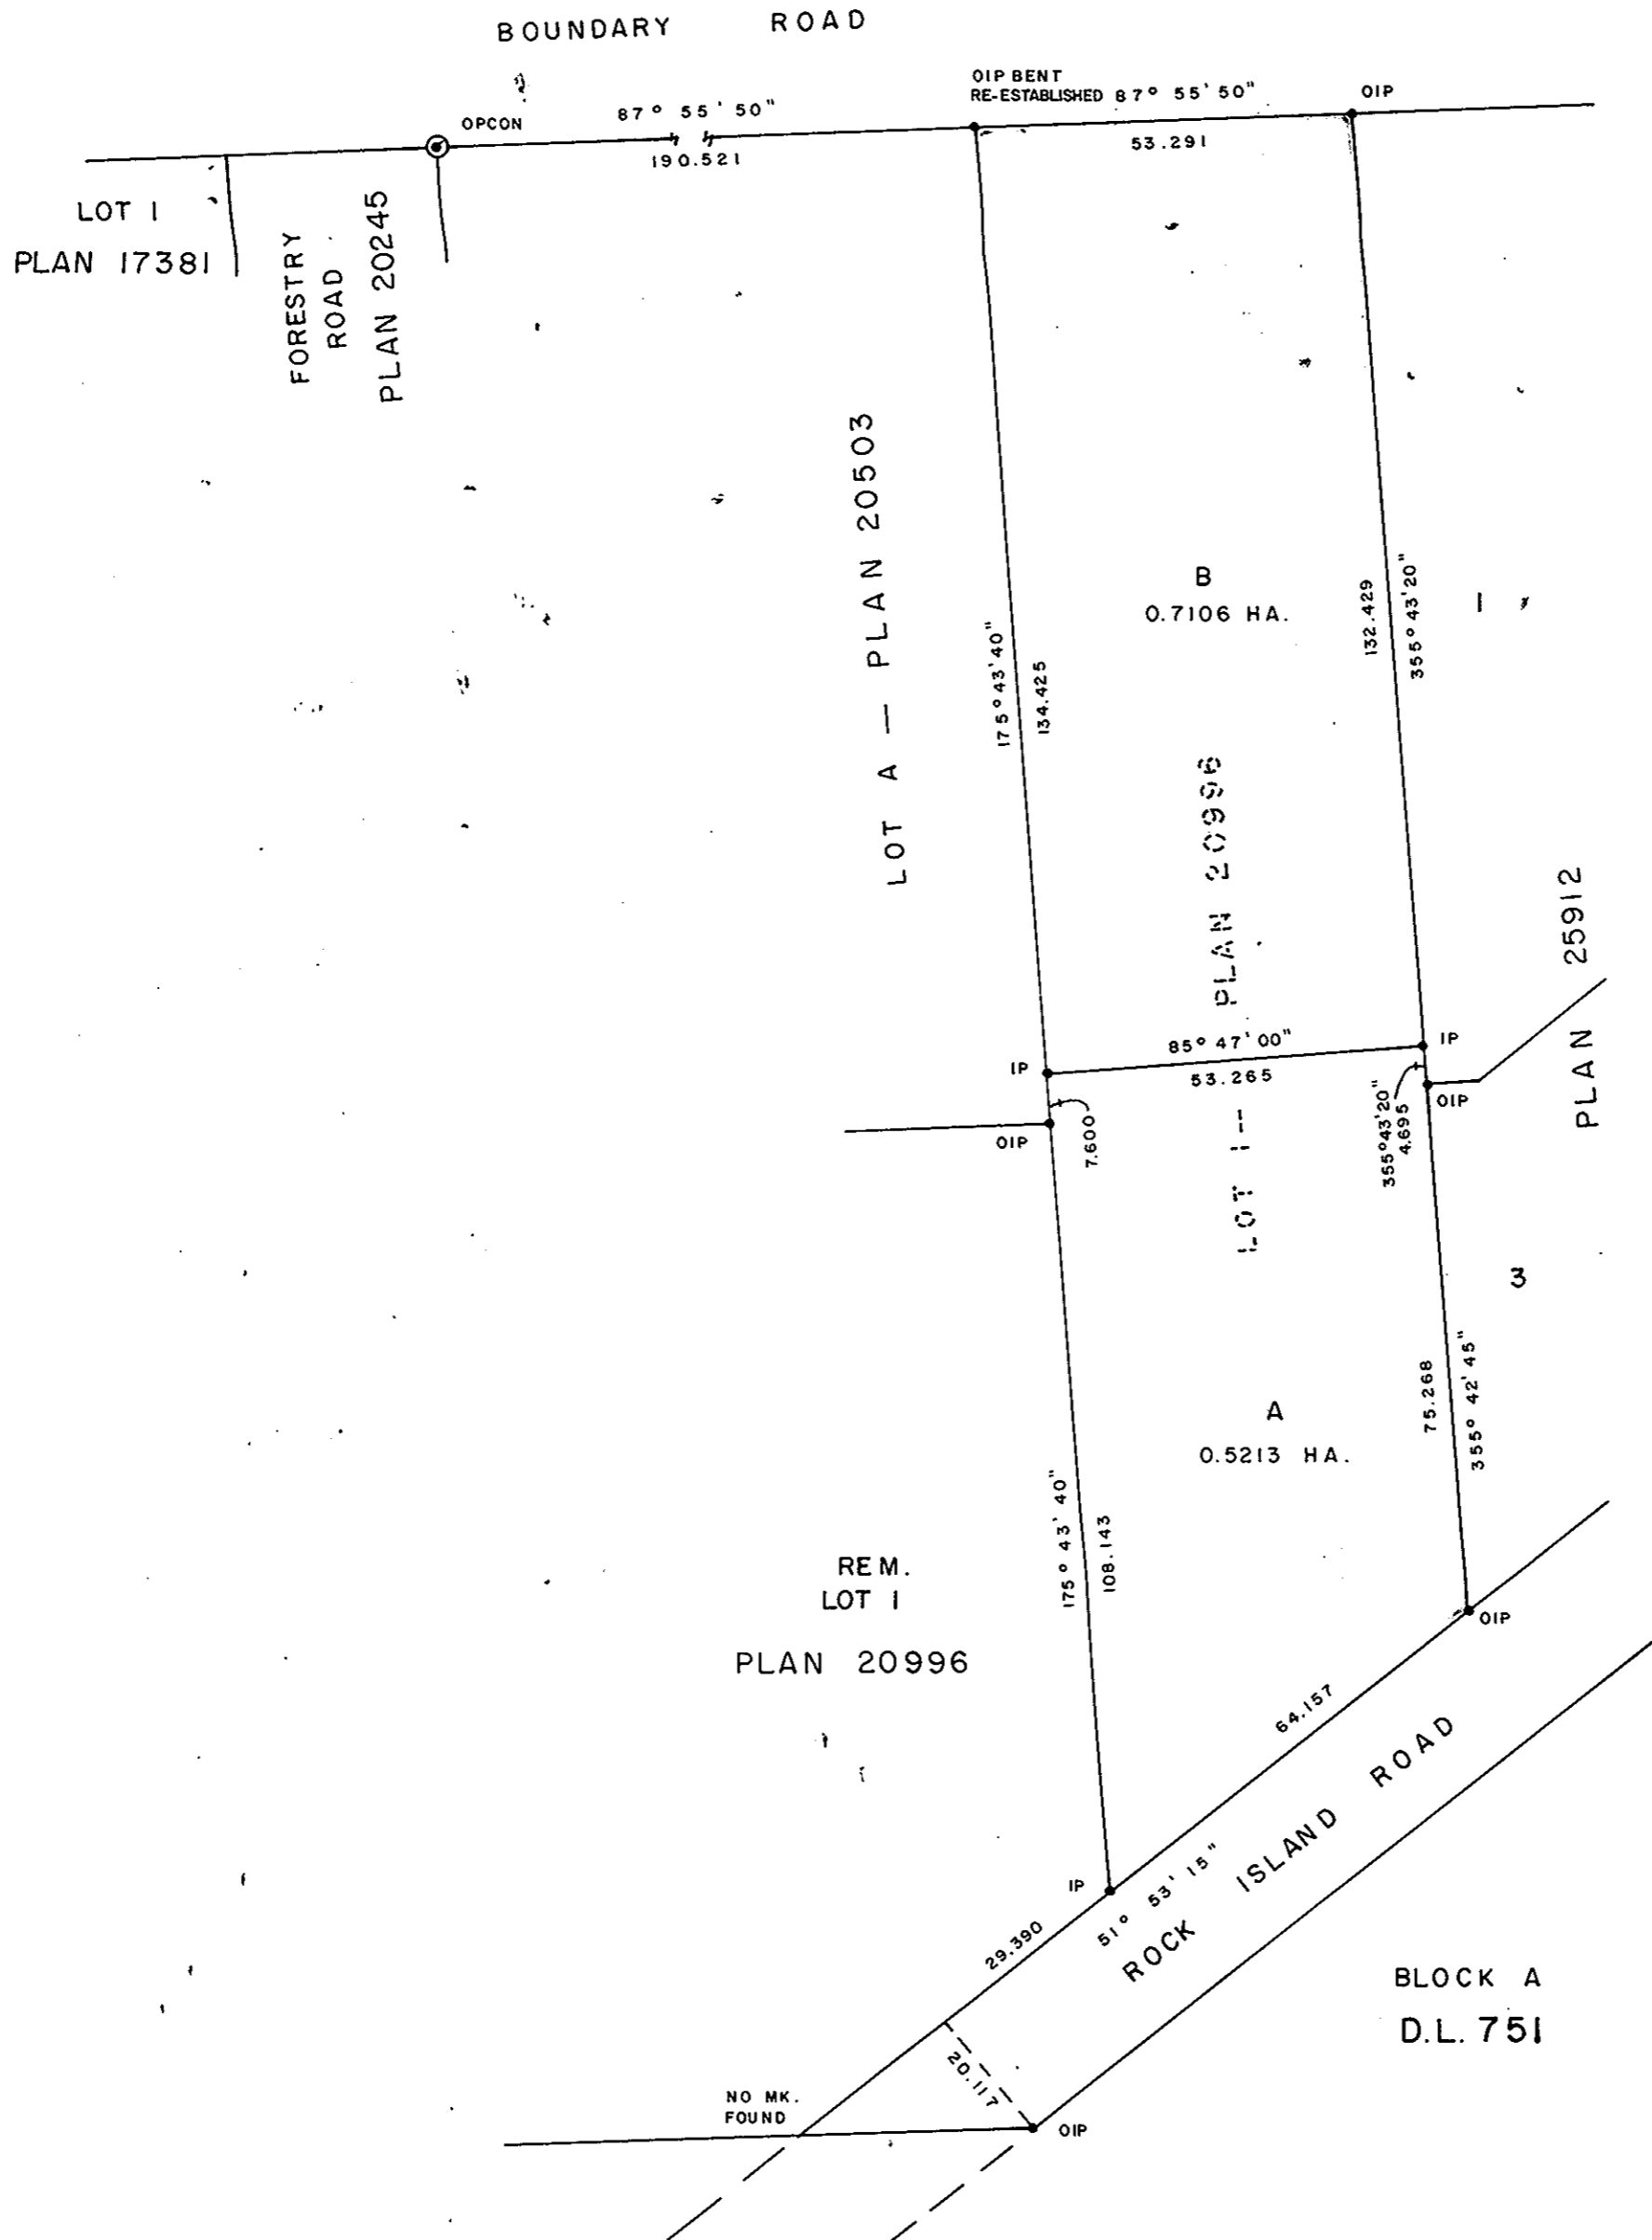 BOUNDARY ROAD
OIP BENT
RE-ESTABLISHED 87° 55' 50"
OIP
87° 55' 50"
OPCON
190.521
53.291
LOT 1
PLAN 17381
FORESTRY
ROAD
PLAN 20245
LOT A — PLAN 20503
B
0.7106 HA.
175° 43' 40"
134.425
132.429
355° 43' 20"
1
LOT 1 -- PLAN 20996
PLAN 25912
85° 47' 00"
53.265
IP
IP
OIP
OIP
7.600
355° 43' 20"
4.695
3
75.268
355° 42' 45"
A
0.5213 HA.
175° 43' 40"
108.143
REM.
LOT 1
PLAN 20996
OIP
64.157
IP
29.390
51° 53' 15"
ROCK ISLAND ROAD
BLOCK A
D.L. 751
20.117
NO MK.
FOUND
OIP